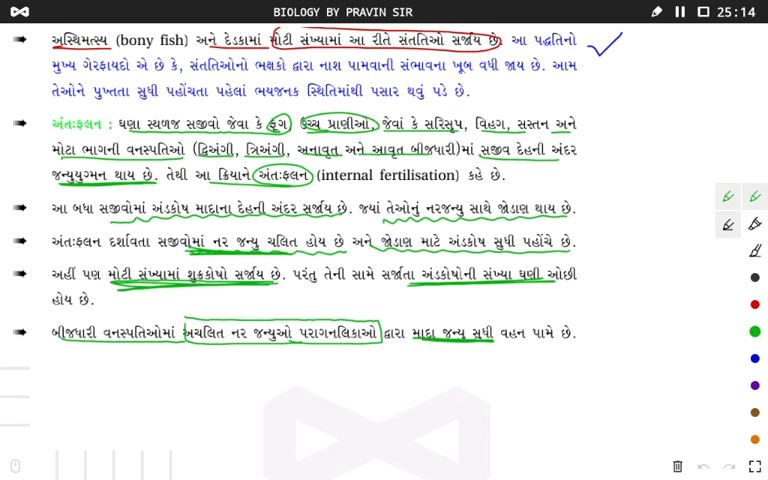 BIOLOGY BY PRAVIN SIR
25:14
અસ્થિમત્સ્ય (bony fish) અને દેડકામાં મોટી સંખ્યામાં આ રીતે સંતતિઓ સર્જાય છે. આ પદ્ધતિનો
મુખ્ય ગેરફાયદો એ છે કે, સંતતિઓનો ભક્ષકો દ્વારા નાશ પામવાની સંભાવના ખૂબ વધી જાય છે. આમ
તેઓને પુખ્તતા સુધી પહોંચતા પહેલાં ભયજનક સ્થિતિમાંથી પસાર થવું પડે છે.
અંતઃફલન : ઘણા સ્થળજ સજીવો જેવા કે ફૂગ, ઉચ્ચ પ્રાણીઓ, જેવાં કે સરિસૃપ, વિહગ, સસ્તન અને
મોટા ભાગની વનસ્પતિઓ (દ્વિઅંગી, ત્રિઅંગી, અનાવૃત અને આવૃત બીજધારી)માં સજીવ દેહની અંદર
જન્યુયુગ્મન થાય છે. તેથી આ ક્રિયાને અંતઃફલન (internal fertilisation) કહે છે.
આ બધા સજીવોમાં અંડકોષ માદાના દેહની અંદર સર્જાય છે. જ્યાં તેઓનું નરજન્યુ સાથે જોડાણ થાય છે.
અંતઃફલન દર્શાવતા સજીવોમાં નર જન્યુ ચલિત હોય છે અને જોડાણ માટે અંડકોષ સુધી પહોંચે છે.
અહીં પણ મોટી સંખ્યામાં શુક્રકોષો સર્જાય છે. પરંતુ તેની સામે સર્જાતા અંડકોષોની સંખ્યા ઘણી ઓછી
હોય છે.
બીજધારી વનસ્પતિઓમાં અચલિત નર જન્યુઓ પરાગનલિકાઓ દ્વારા માદા જન્યુ સુધી વહન પામે છે.